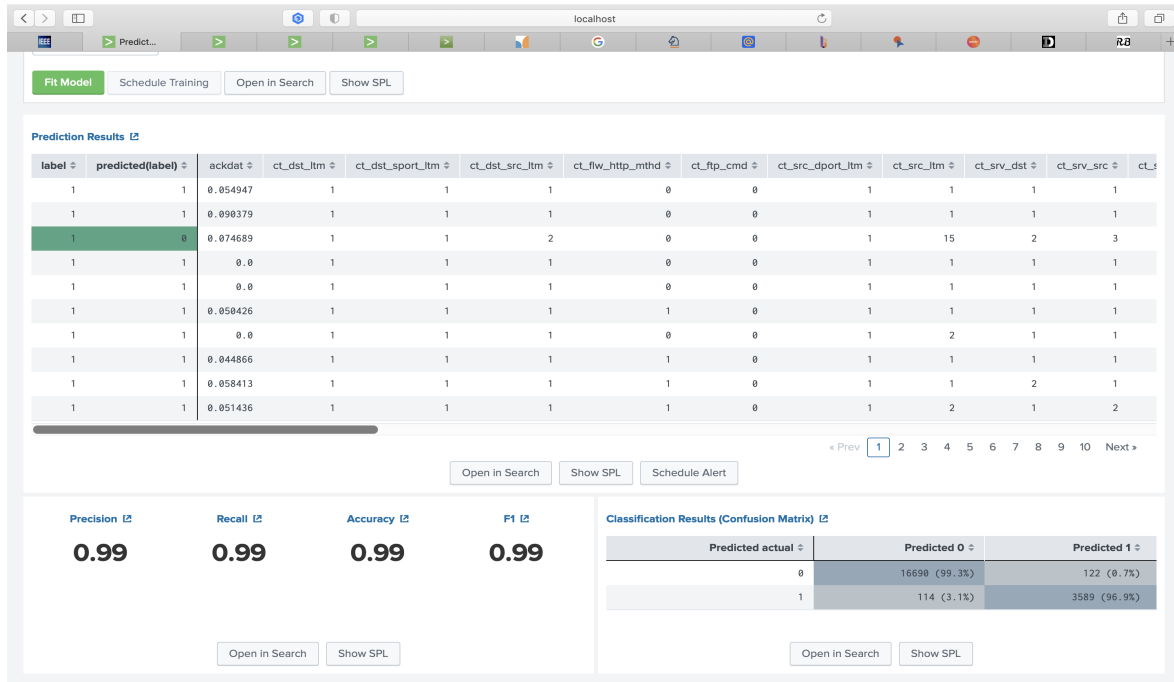 localhost
IEEE Predict... G @ b D R.B
Fit Model Schedule Training Open in Search Show SPL
Prediction Results
label predicted(label) ackdat ct_dst_ltm ct_dst_sport_ltm ct_dst_src_ltm ct_flw_http_mthd ct_ftp_cmd ct_src_dport_ltm ct_src_ltm ct_srv_dst ct_srv_src ct_s
1 1 0.054947 1 1 1 0 0 1 1 1 1
1 1 0.090379 1 1 1 0 0 1 1 1 1
1 0 0.074689 1 1 2 0 0 1 15 2 3
1 1 0.0 1 1 1 0 0 1 1 1 1
1 1 0.0 1 1 1 0 0 1 1 1 1
1 1 0.050426 1 1 1 1 0 1 1 1 1
1 1 0.0 1 1 1 0 0 1 2 1 1
1 1 0.044866 1 1 1 1 0 1 1 1 1
1 1 0.058413 1 1 1 1 0 1 1 2 1
1 1 0.051436 1 1 1 1 0 1 2 1 2
« Prev 1 2 3 4 5 6 7 8 9 10 Next »
Open in Search Show SPL Schedule Alert
Precision Recall Accuracy F1
0.99 0.99 0.99 0.99
Open in Search Show SPL
Classification Results (Confusion Matrix)
Predicted actual Predicted 0 Predicted 1
0 16690 (99.3%) 122 (0.7%)
1 114 (3.1%) 3589 (96.9%)
Open in Search Show SPL